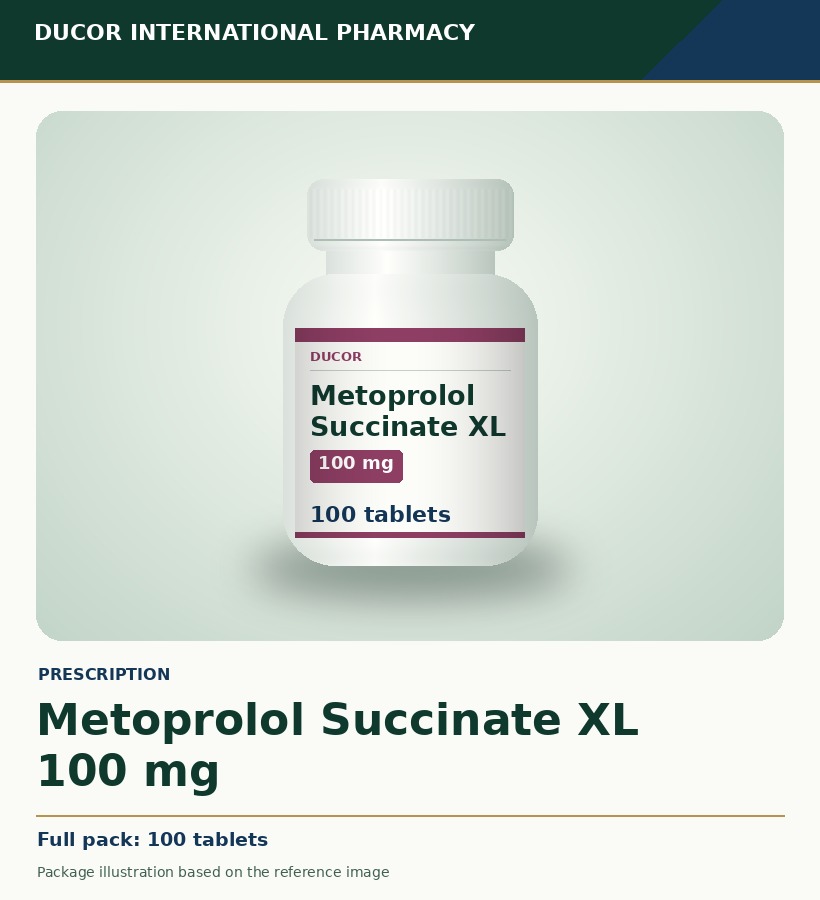 DUCOR INTERNATIONAL PHARMACY
DUCOR
Metoprolol
Succinate XL
100 mg
100 tablets
PRESCRIPTION
Metoprolol Succinate XL
100 mg
Full pack: 100 tablets
Package illustration based on the reference image